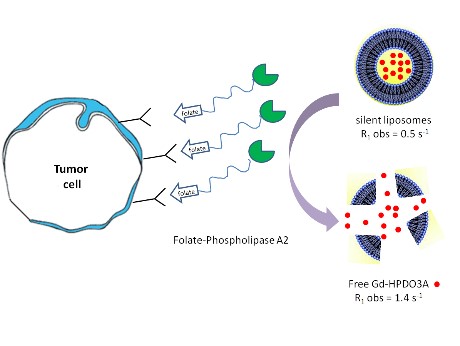 folate
folate
folate
Tumor
cell
Folate-Phospholipase A2
silent liposomes
R₁ obs = 0.5 s⁻¹
Free Gd-HPDO3A
R₁ obs = 1.4 s⁻¹